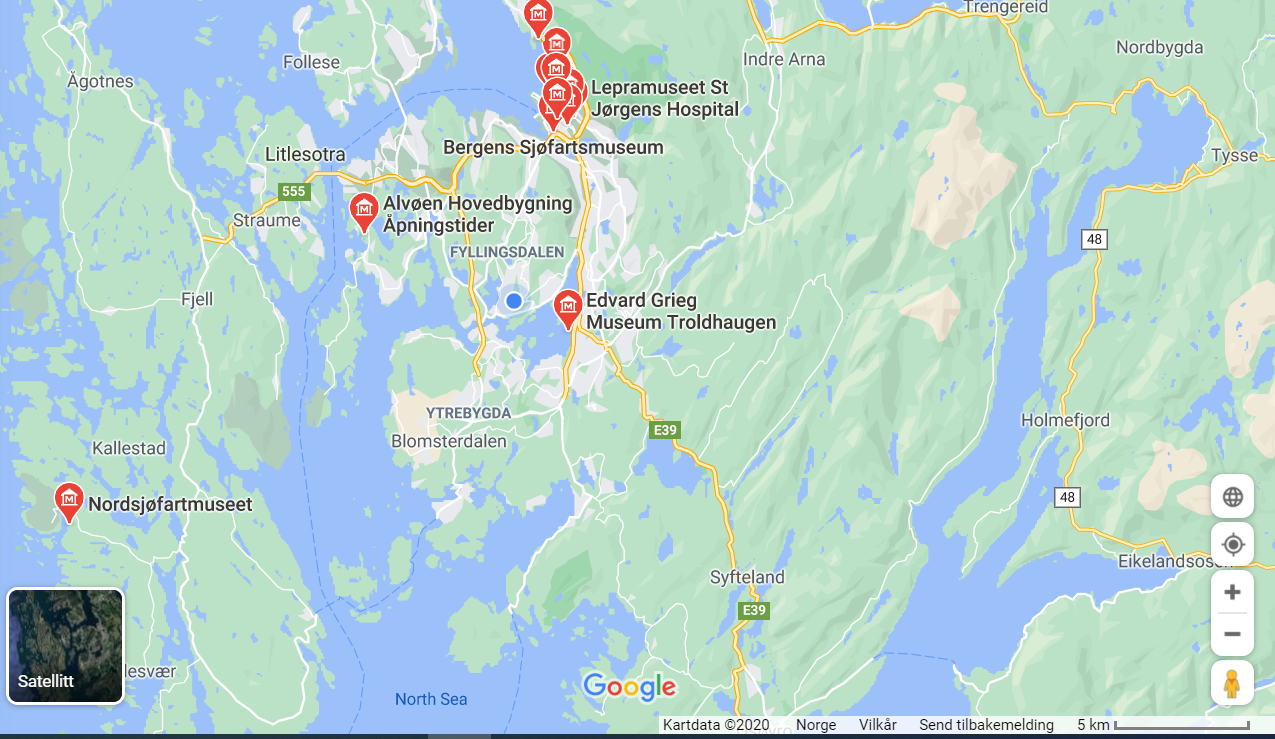 Trengereid
Nordbygda
Indre Arna
Follese
Ågotnes
Lepramuseet St
Jørgens Hospital
Bergens Sjøfartsmuseum
Litlesotra
Tysse
555
Alvøen Hovedbygning
Åpningstider
Straume
48
FYLLINGSDALEN
Fjell
Edvard Grieg
Museum Troldhaugen
YTREBYGDA
Blomsterdalen
E39
Holmefjord
Kallestad
48
Nordsjøfartmuseet
Eikelandsosen
Syfteland
E39
Satellitt
North Sea
Google
Kartdata ©2020 Norge Vilkår Send tilbakemelding 5 km